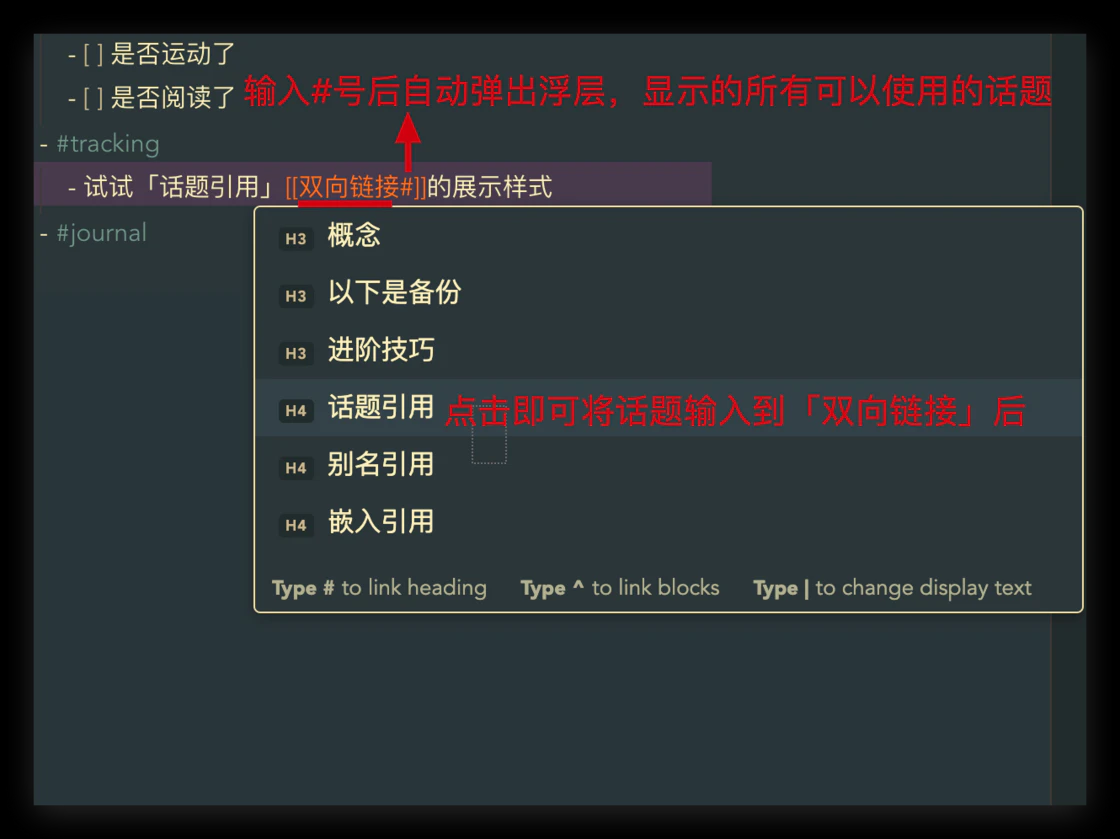 - [ ] 是否运动了
- [ ] 是否阅读了 输入#号后自动弹出浮层，显示的所有可以使用的话题
- #tracking
- 试试「话题引用」[[双向链接#]]的展示样式
- #journal
H3 概念
H3 以下是备份
H3 进阶技巧
H4 话题引用 点击即可将话题输入到「双向链接」后
H4 别名引用
H4 嵌入引用
Type # to link heading Type ^ to link blocks Type | to change display text